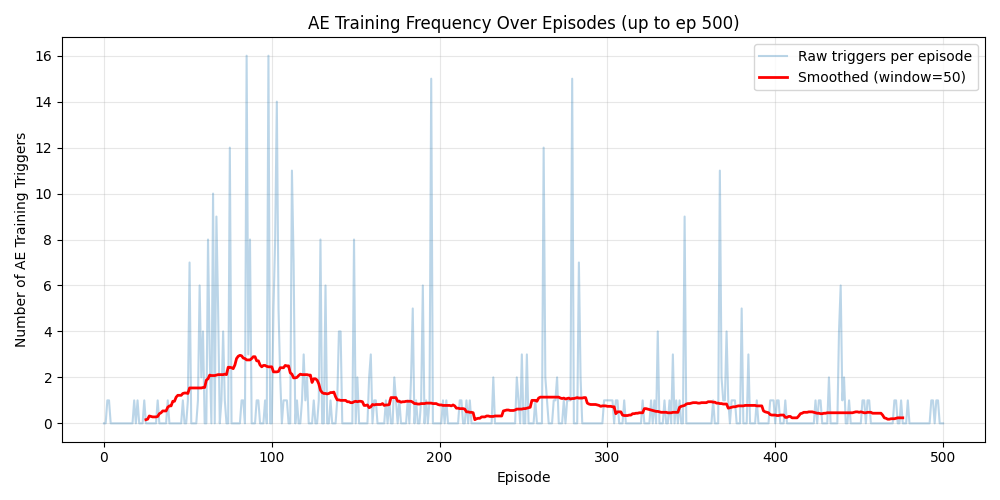 AE Training Frequency Over Episodes (up to ep 500)
Raw triggers per episode
Smoothed (window=50)
Number of AE Training Triggers
16
14
12
10
8
6
4
2
0
0 100 200 300 400 500
Episode